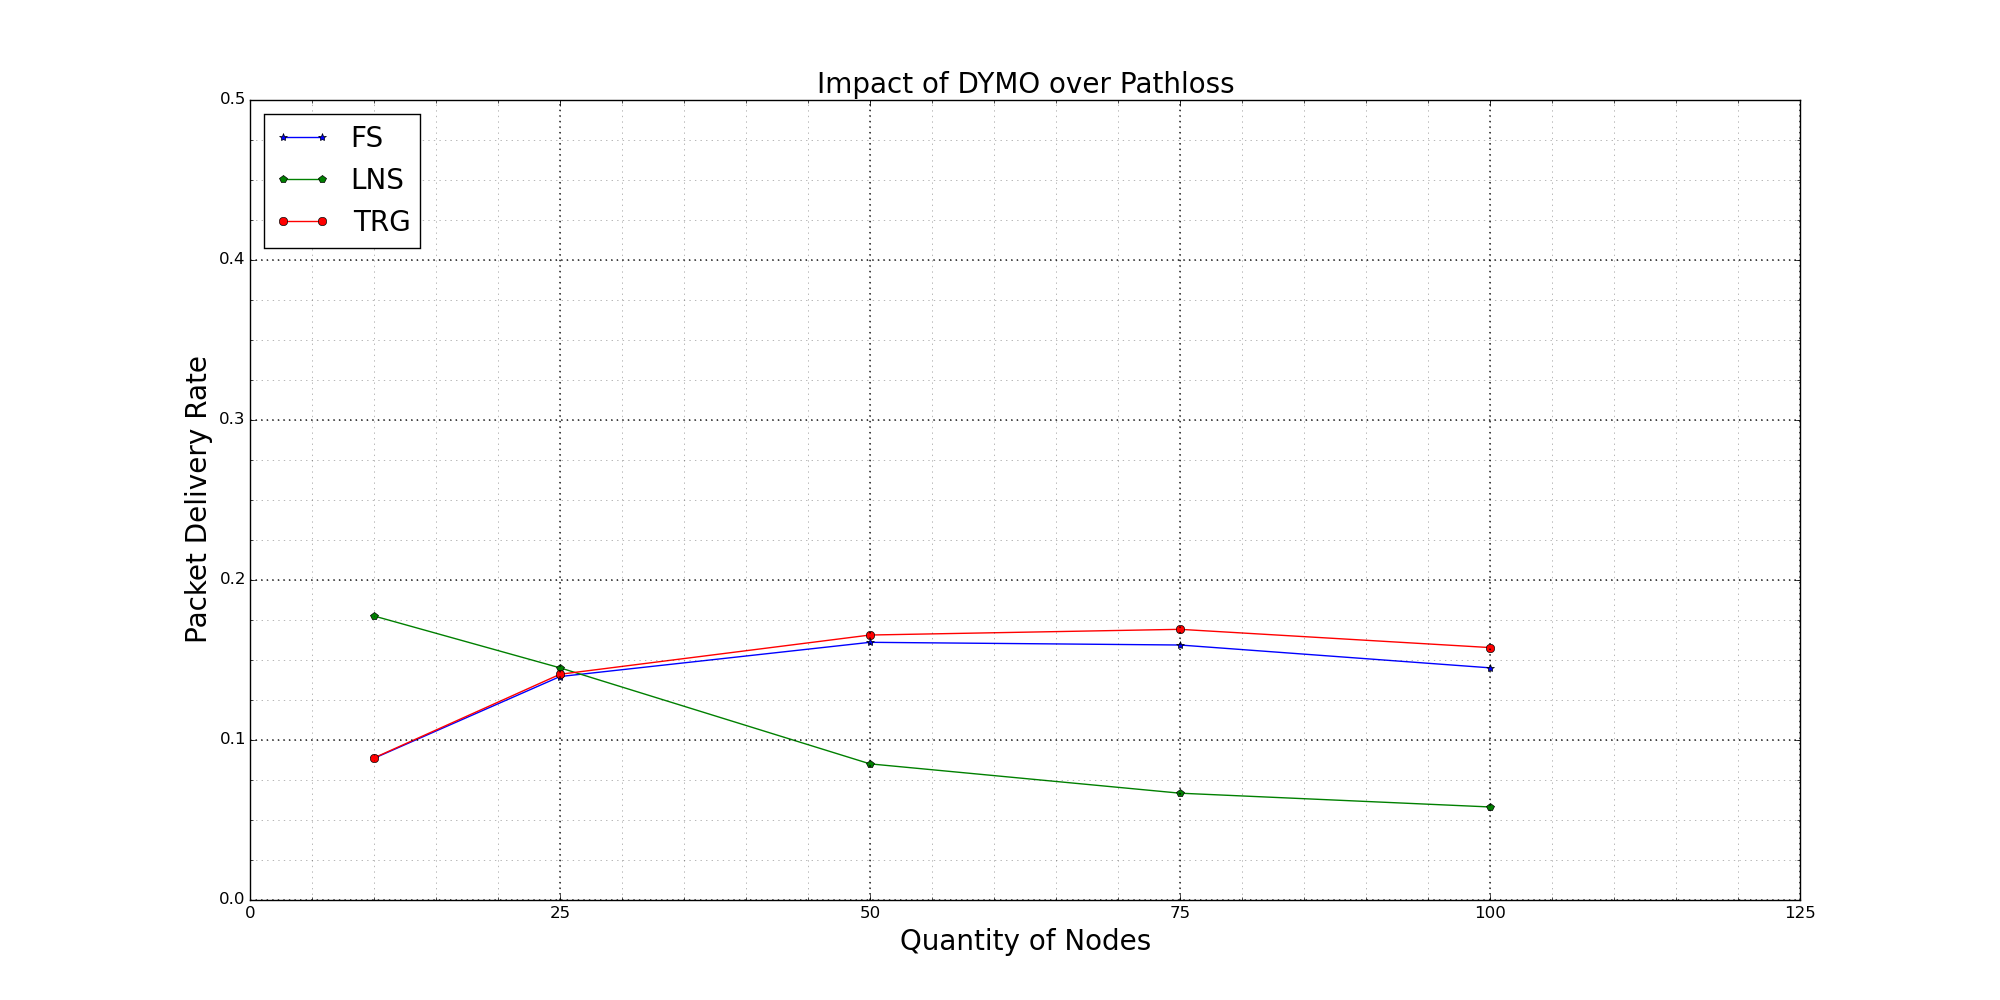 Impact of DYMO over Pathloss
0.5
0.4
0.3
0.2
0.1
0.0
Packet Delivery Rate
FS
LNS
TRG
0 25 50 75 100 125
Quantity of Nodes